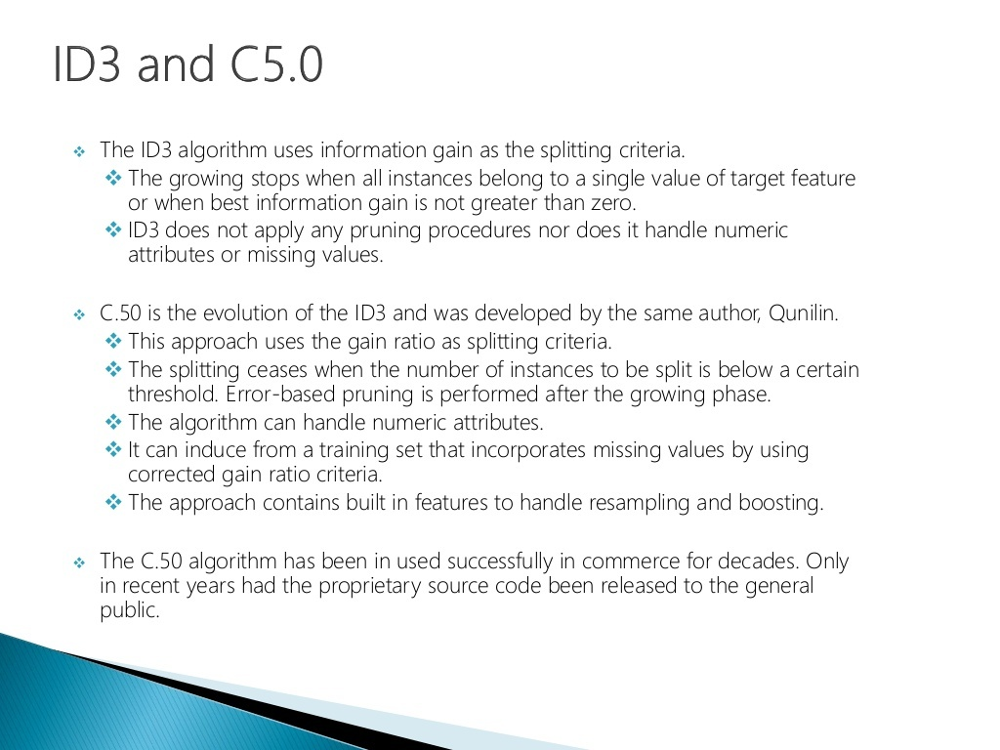 ID3 and C5.0
The ID3 algorithm uses information gain as the splitting criteria.
The growing stops when all instances belong to a single value of target feature
or when best information gain is not greater than zero.
ID3 does not apply any pruning procedures nor does it handle numeric
attributes or missing values.
C.50 is the evolution of the ID3 and was developed by the same author, Qunilin.
This approach uses the gain ratio as splitting criteria.
The splitting ceases when the number of instances to be split is below a certain
threshold. Error-based pruning is performed after the growing phase.
The algorithm can handle numeric attributes.
It can induce from a training set that incorporates missing values by using
corrected gain ratio criteria.
The approach contains built in features to handle resampling and boosting.
The C.50 algorithm has been in used successfully in commerce for decades. Only
in recent years had the proprietary source code been released to the general
public.